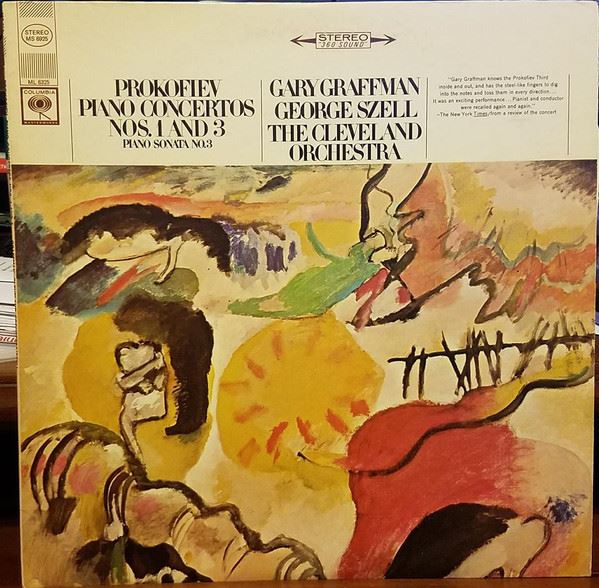 STEREO
MS 6925
ML 6325
COLUMBIA
MASTERWORKS
STEREO
"360 SOUND"
PROKOFIEV
PIANO CONCERTOS
NOS. 1 AND 3
PIANO SONATA NO. 3
GARY GRAFFMAN
GEORGE SZELL
THE CLEVELAND
ORCHESTRA
"Gary Graffman knows the Prokofiev Third
inside and out, and has the steel-like fingers to dig
into the notes and toss them in every direction....
It was an exciting performance...Pianist and conductor
were recalled again and again."
-The New York Times/from a review of the concert